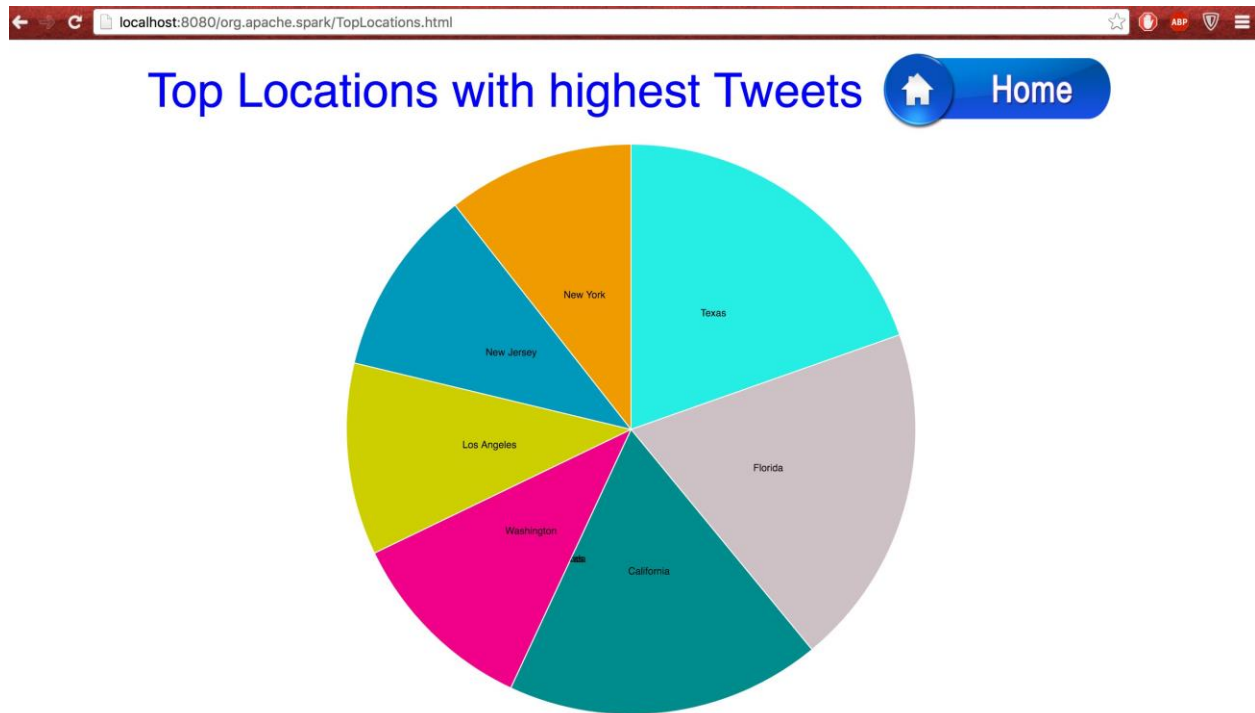 localhost:8080/org.apache.spark/TopLocations.html
ABP
Top Locations with highest Tweets
Home
New York
Texas
New Jersey
Los Angeles
Florida
Washington
California